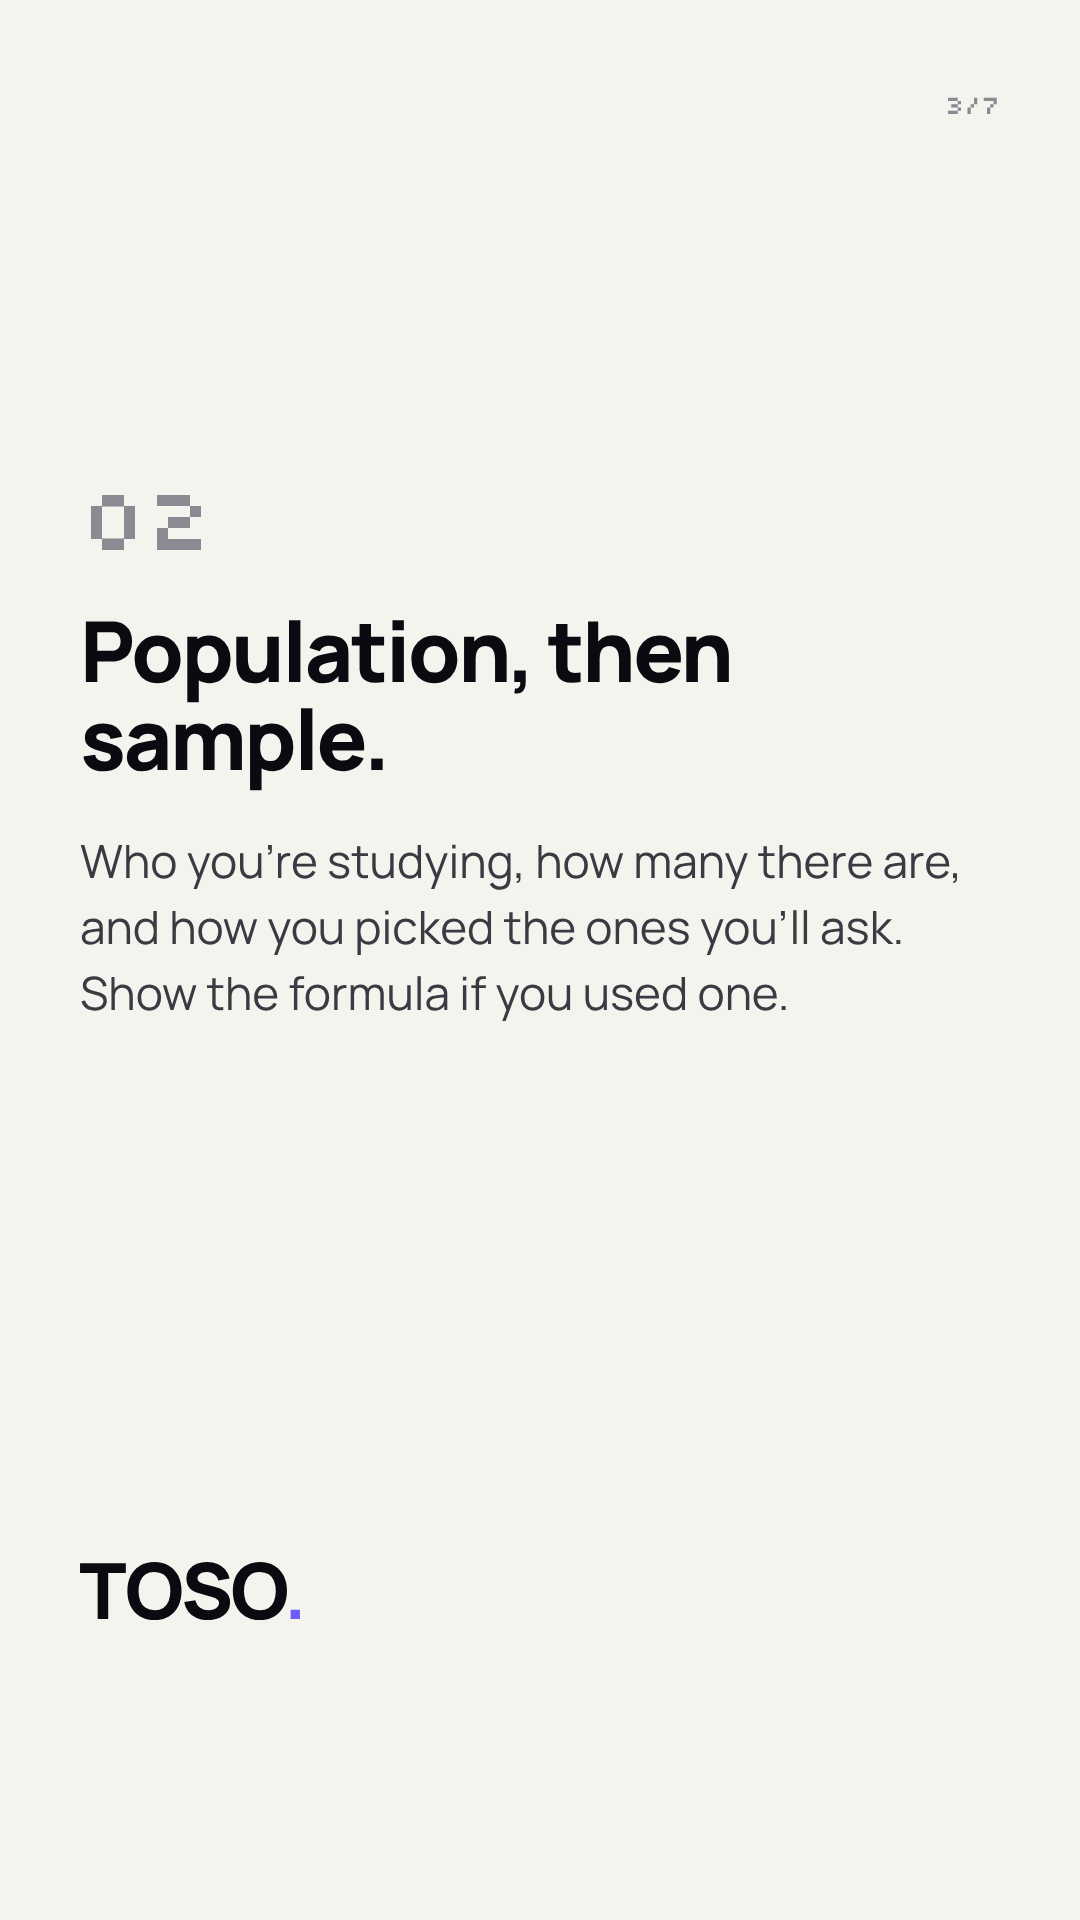 3/7
02
Population, then
sample.
Who you’re studying, how many there are,
and how you picked the ones you’ll ask.
Show the formula if you used one.
TOSO.